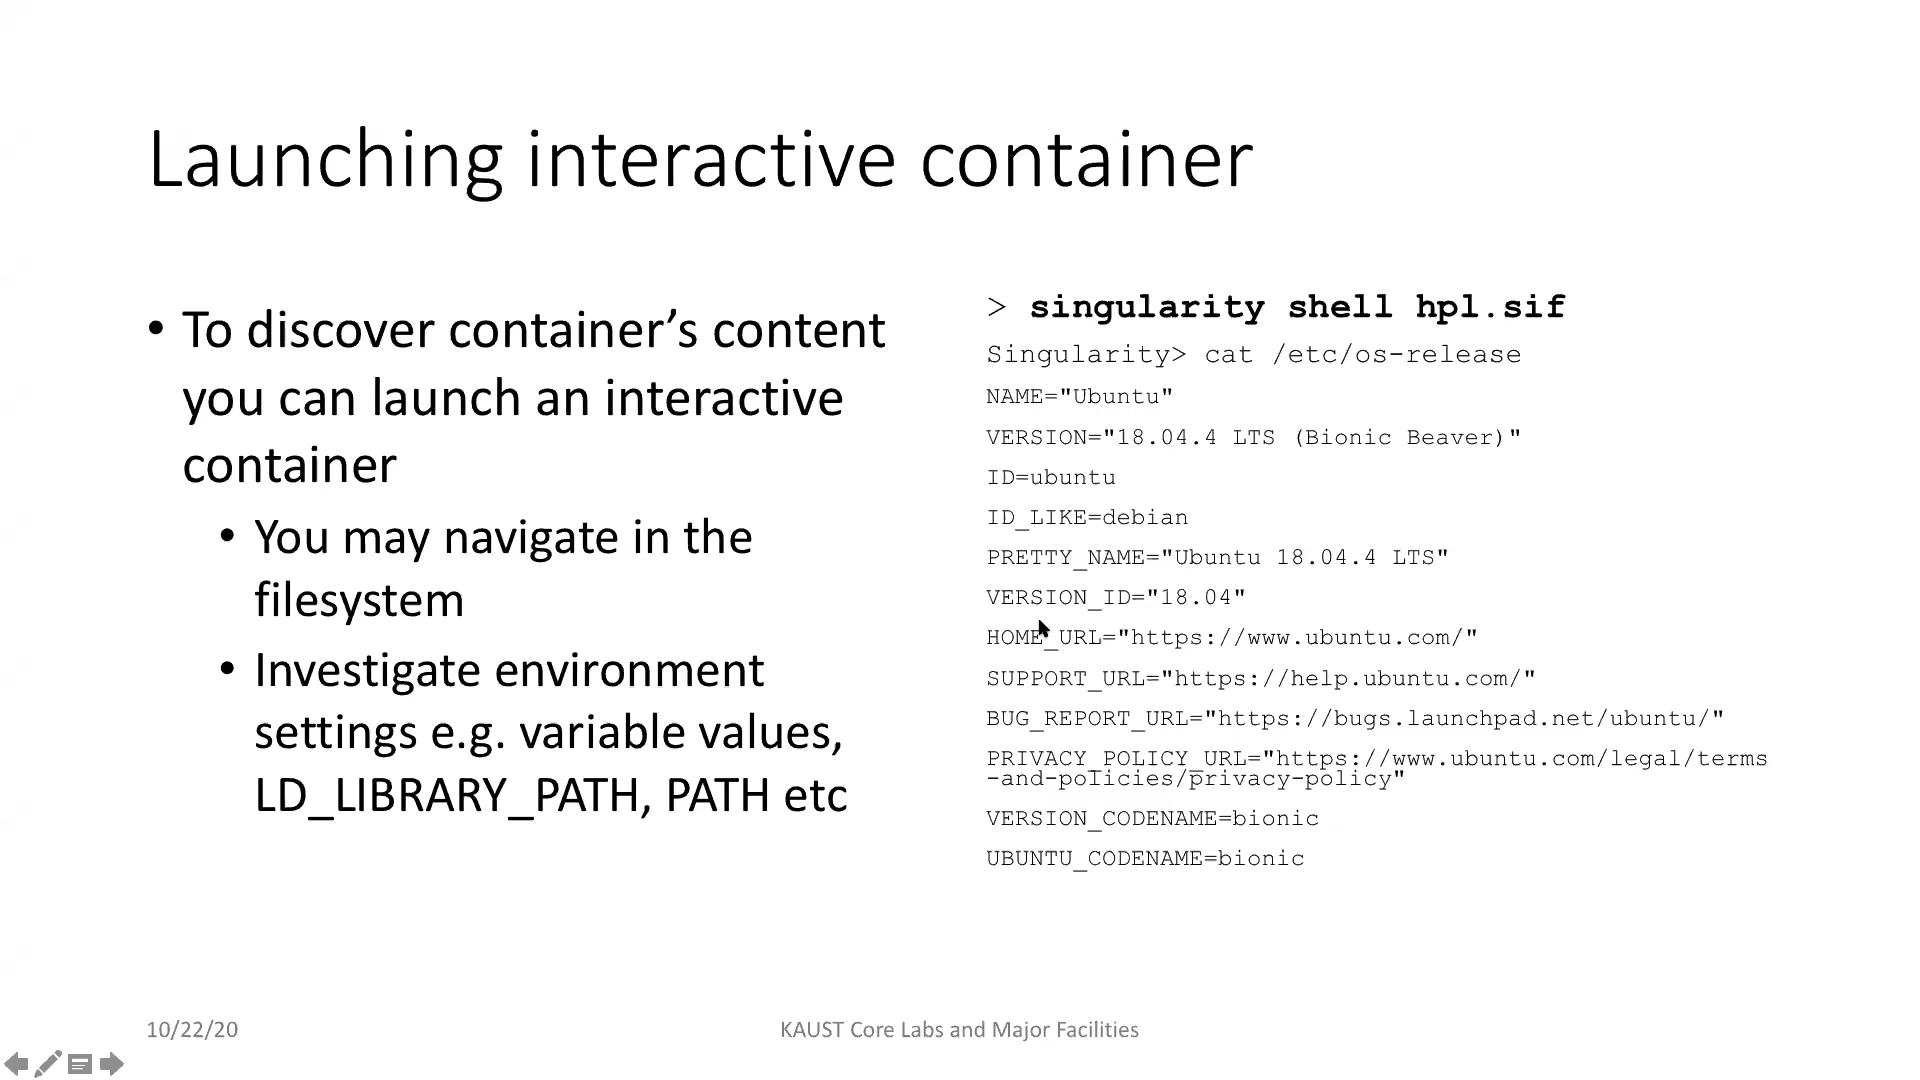 Launching interactive container
• To discover container’s content
you can launch an interactive
container
• You may navigate in the
filesystem
• Investigate environment
settings e.g. variable values,
LD_LIBRARY_PATH, PATH etc
> singularity shell hpl.sif
Singularity> cat /etc/os-release
NAME="Ubuntu"
VERSION="18.04.4 LTS (Bionic Beaver)"
ID=ubuntu
ID_LIKE=debian
PRETTY_NAME="Ubuntu 18.04.4 LTS"
VERSION_ID="18.04"
HOME_URL="https://www.ubuntu.com/"
SUPPORT_URL="https://help.ubuntu.com/"
BUG_REPORT_URL="https://bugs.launchpad.net/ubuntu/"
PRIVACY_POLICY_URL="https://www.ubuntu.com/legal/terms
-and-policies/privacy-policy"
VERSION_CODENAME=bionic
UBUNTU_CODENAME=bionic
10/22/20
KAUST Core Labs and Major Facilities